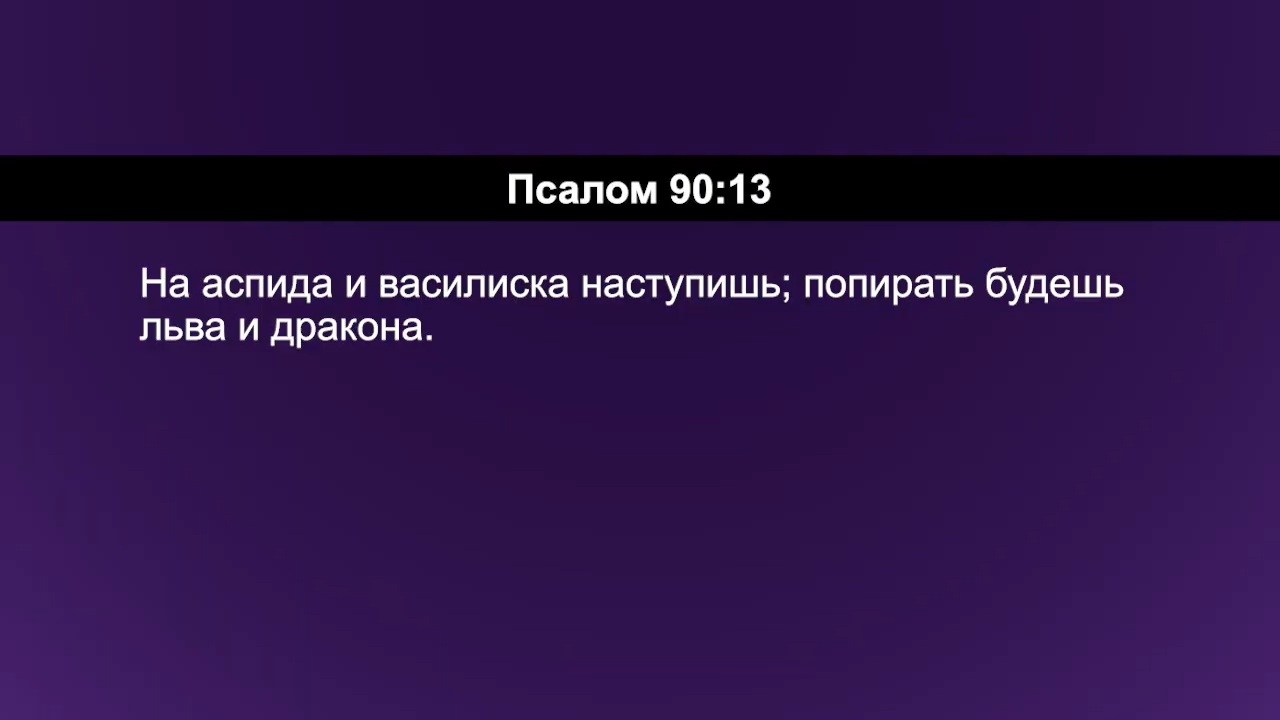 Псалом 90:13
На аспида и василиска наступишь; попирать будешь
льва и дракона.